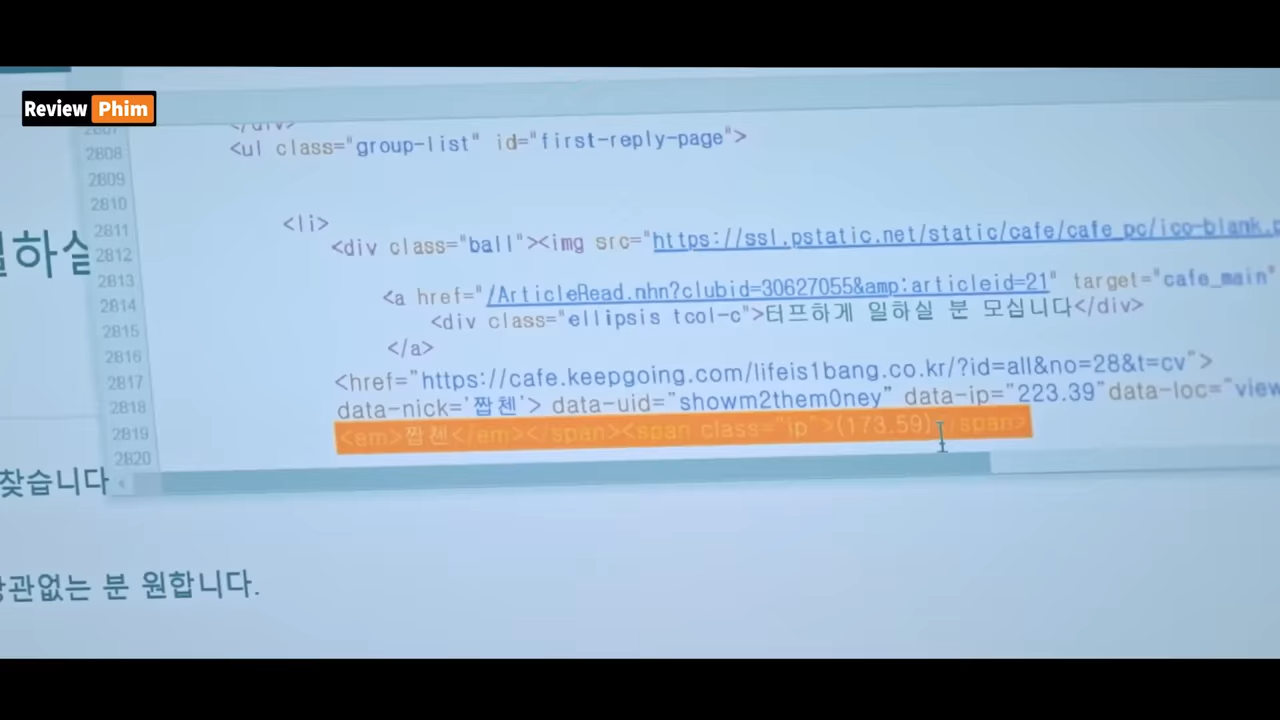 Review Phim
2807 </div>
2808 <ul class="group-list" id="first-reply-page">
2809
2810
2811 <li>
2812 <div class="ball"><img src="https://ssl.pstatic.net/static/cafe/cafe_pc/ico-blank.
2813
2814 <a href="/ArticleRead.nhn?clubid=30627055&amp;articleid=21" target="cafe_main"
2815 <div class="ellipsis tcol-c">터프하게 일하실 분 모십니다</div>
2816 </a>
2817 <href="https://cafe.keepgoing.com/lifeis1bang.co.kr/?id=all&no=28&t=cv">
2818 data-nick='짭첸'> data-uid="showm2them0ney" data-ip="223.39"data-loc="view
2819 <em>짭첸</em></span><span class="ip">(173.59)</span>
2820
찾습니다
상관없는 분 원합니다.